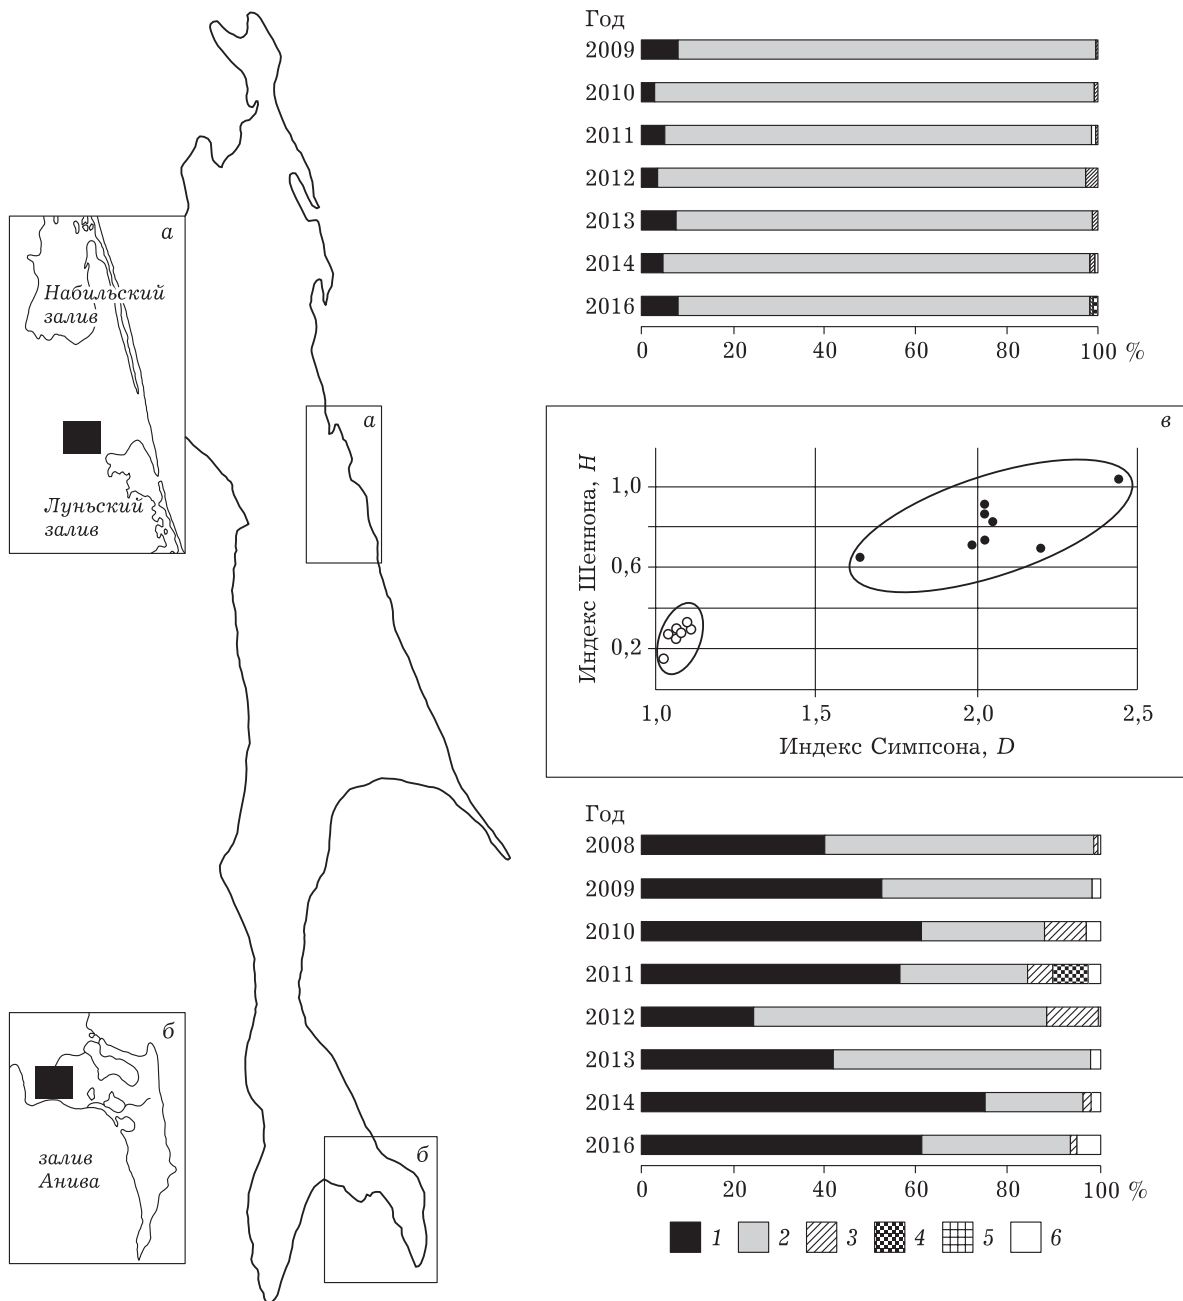 Год
2009
2010
2011
2012
2013
2014
2016
0 20 40 60 80 100 %
а
Набильский
залив
Луньский
залив
а
в
Индекс Шеннона, H
1,0
0,6
0,2
1,0 1,5 2,0 2,5
Индекс Симпсона, D
Год
2008
2009
2010
2011
2012
2013
2014
2016
0 20 40 60 80 100 %
1 2 3 4 5 6
б
залив
Анива
б